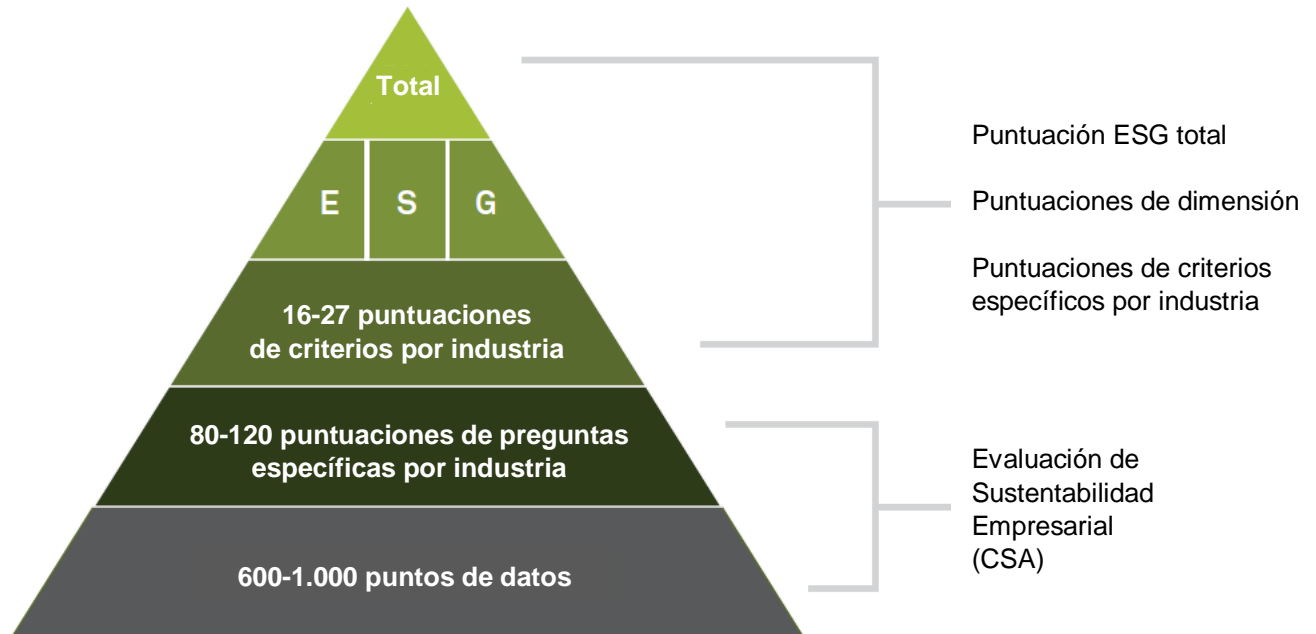 Total
E S G
16-27 puntuaciones
de criterios por industria
80-120 puntuaciones de preguntas
específicas por industria
600-1.000 puntos de datos
Puntuación ESG total
Puntuaciones de dimensión
Puntuaciones de criterios
específicos por industria
Evaluación de
Sustentabilidad
Empresarial
(CSA)